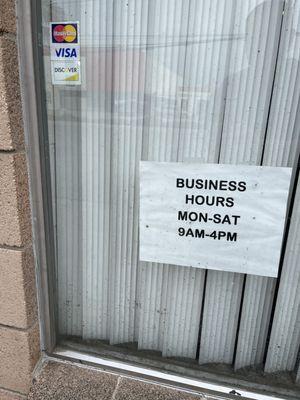 MasterCard
VISA
DISCOVER
BUSINESS
HOURS
MON-SAT
9AM-4PM